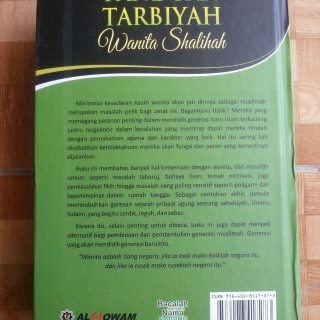 TARBIYAH
Wanita Shalihah
Minimnya kesadaran kaum wanita akan jati dirinya sebagai muslimah
merupakan masalah pelik bagi umat ini. Bagaimana tidak? Mereka yang
memegang peranan penting dalam mendidik generasi baru Islam terkadang
justru tergelincir dalam kesalahan yang mestinya dapat mereka hindari
dengan pemahaman agama dan karakter yang baik. Hal itu sering kali
disebabkan ketidaktahuan mereka akan fungsi dan peran yang semestinya
dijalankan.
Buku ini membahas banyak hal berkenaan dengan wanita, dari masalah
umum seperti masalah tabaruj, bahaya lisan, lemah motivasi, juga
permasalahan fikih; hingga masalah yang paling sensitif seperti poligami dan
kepemimpinan dalam rumah tangga. Sebagai sentuhan akhir, penulis
membubuhkan goresan sejarah pribadi agung seorang sahabiyah, Ummu
Sulaim, yang begitu cerdik, teguh, dan sabar.
Karena itu, selain penting untuk dibaca, buku ini juga dapat menjadi
alternatif bagi pembinaan dan pembentukan generasi muslimah. Generasi
yang akan mendidik generasi baru kita.
"Wanita adalah tiang negara, jika ia baik maka baiklah negara itu,
dan jika ia rusak maka rusaklah negara itu."
AL QOWAM
Bacalah
Nama